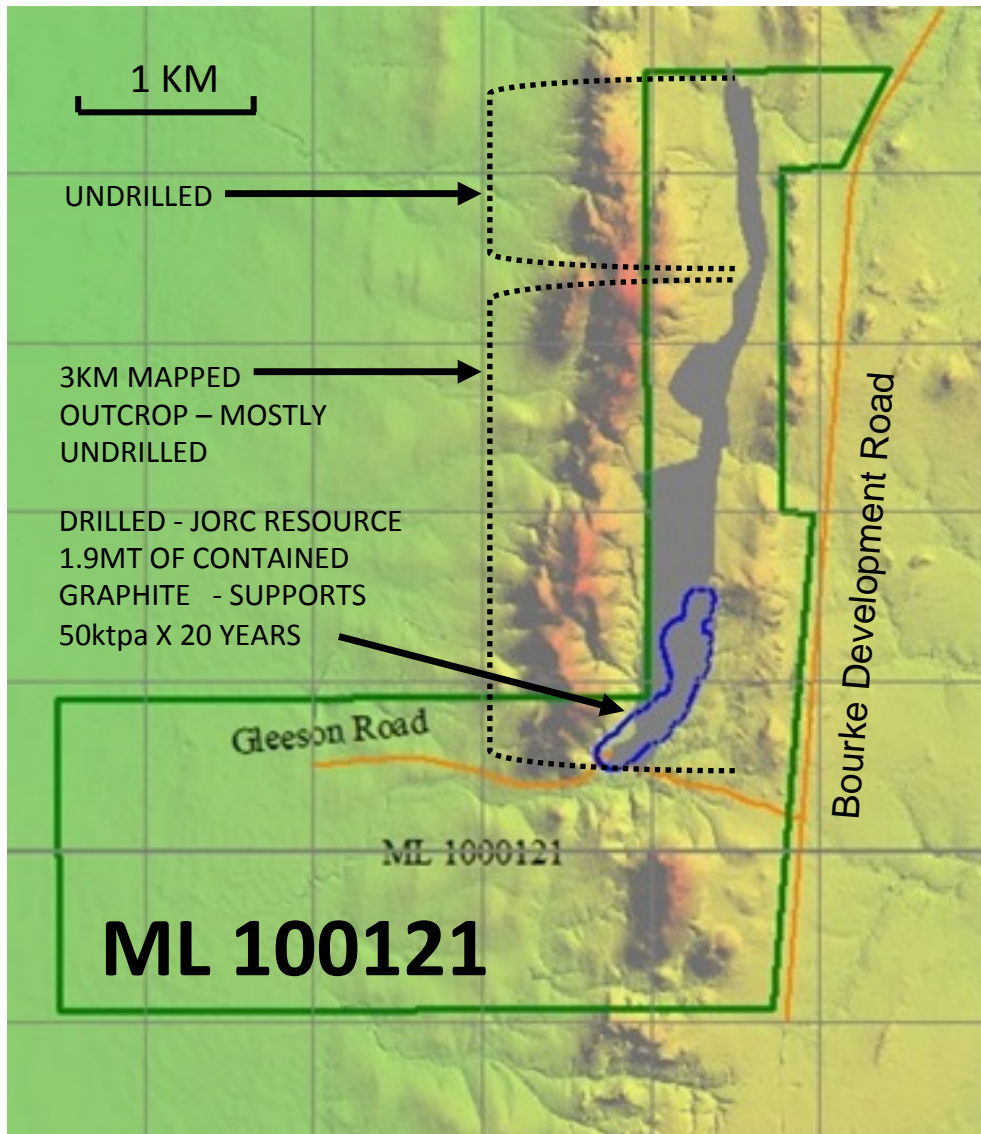 1 KM
UNDRILLED
3KM MAPPED
OUTCROP – MOSTLY
UNDRILLED
DRILLED - JORC RESOURCE
1.9MT OF CONTAINED
GRAPHITE - SUPPORTS
50ktpa X 20 YEARS
Bourke Development Road
Gleeson Road
ML 1000121
ML 100121